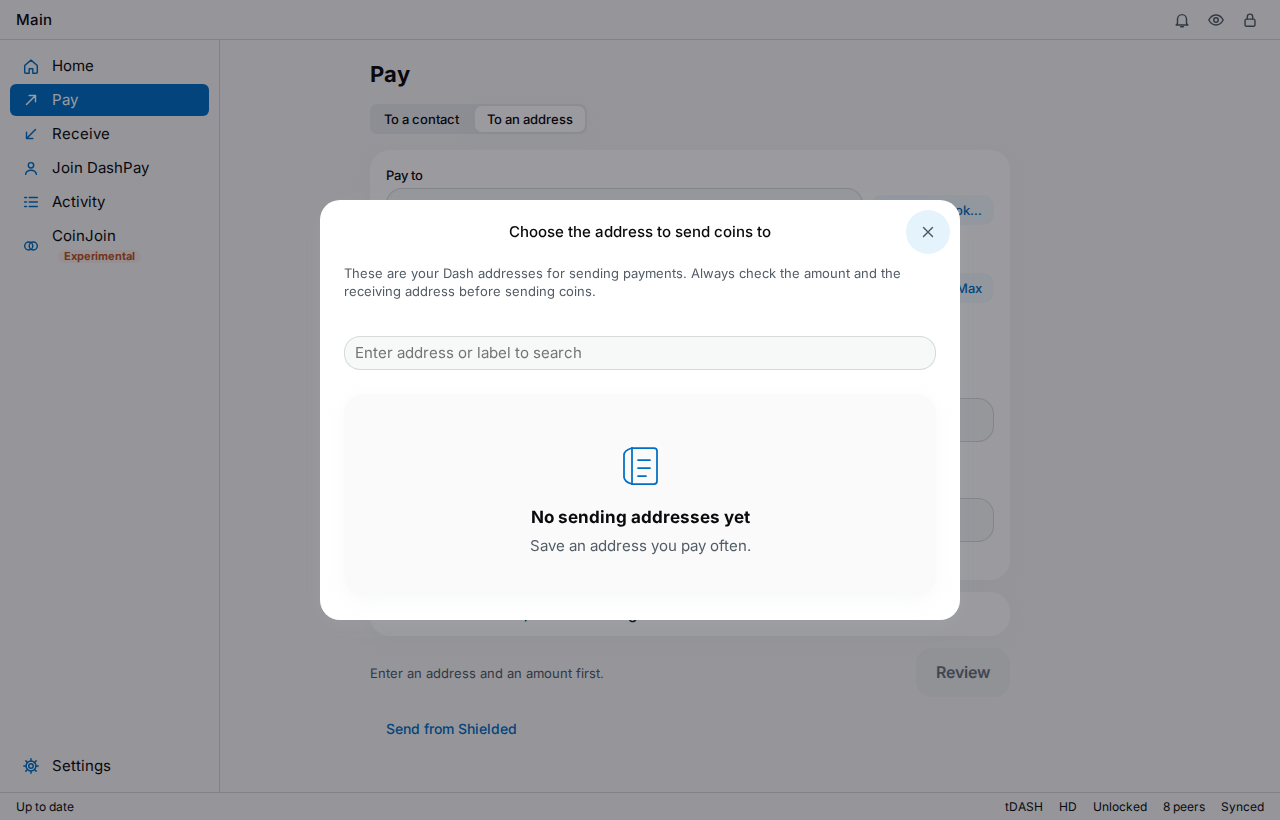 Main
Home
Pay
Receive
Join DashPay
Activity
CoinJoin
Experimental
Settings
Pay
To a contact
To an address
Pay to
ok...
Max
Choose the address to send coins to
These are your Dash addresses for sending payments. Always check the amount and the
receiving address before sending coins.
Enter address or label to search
No sending addresses yet
Save an address you pay often.
Enter an address and an amount first.
Review
Send from Shielded
Up to date
tDASH
HD
Unlocked
8 peers
Synced